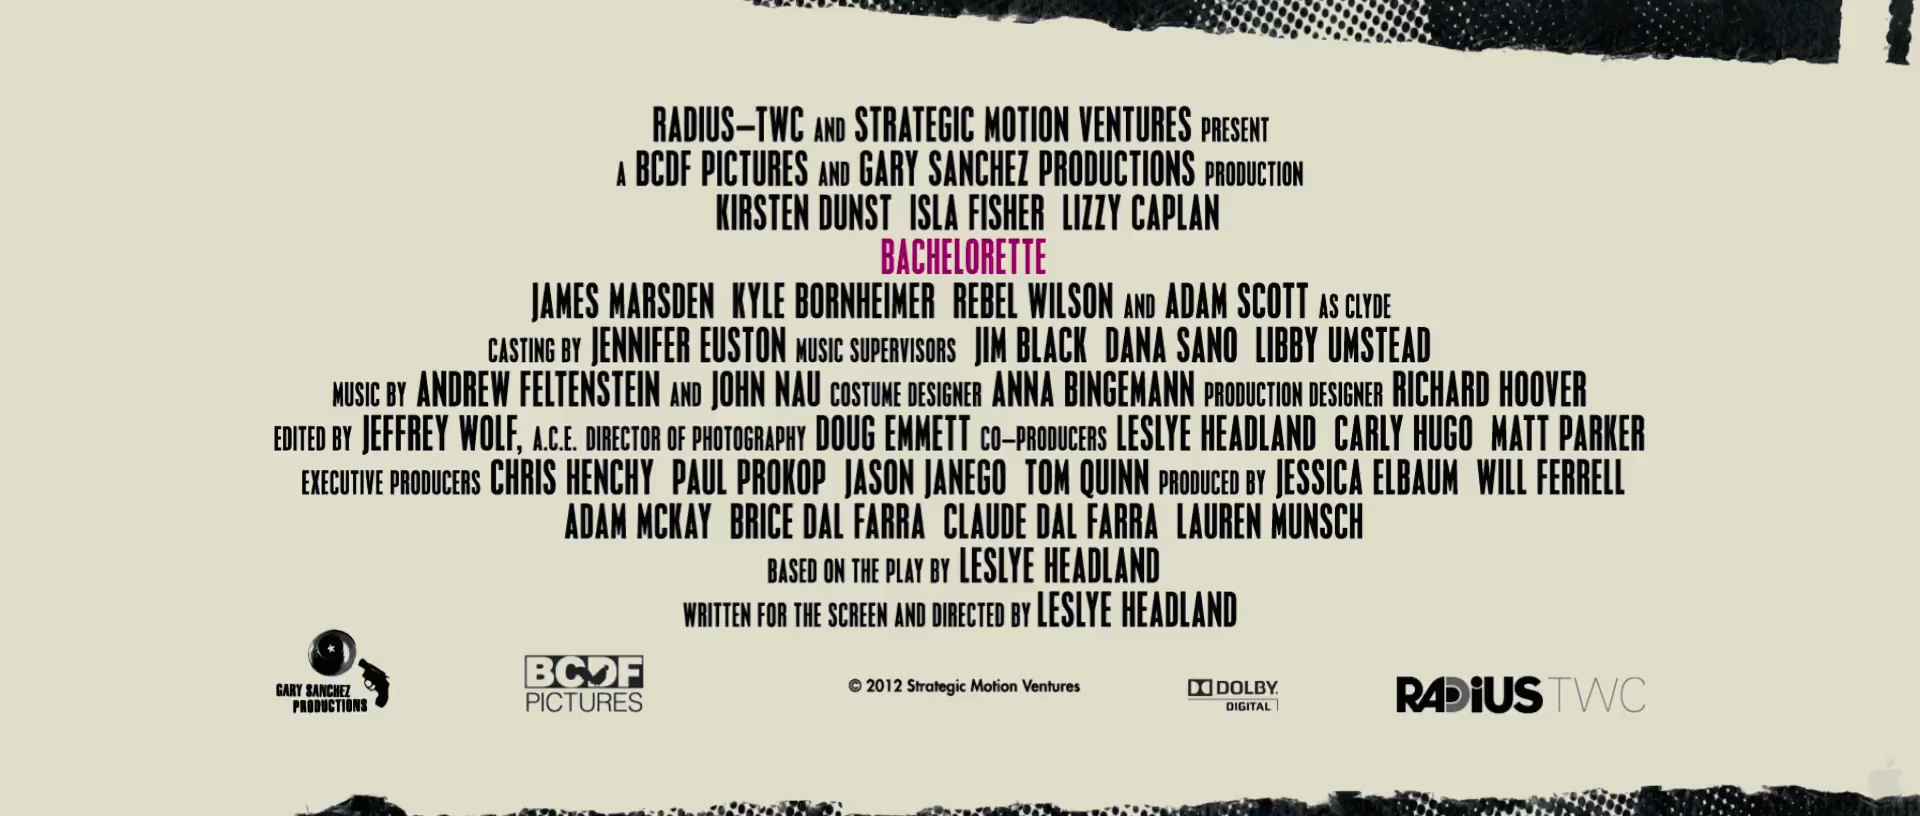 RADIUS–TWC AND STRATEGIC MOTION VENTURES PRESENT
A BCDF PICTURES AND GARY SANCHEZ PRODUCTIONS PRODUCTION
KIRSTEN DUNST ISLA FISHER LIZZY CAPLAN
BACHELORETTE
JAMES MARSDEN KYLE BORNHEIMER REBEL WILSON AND ADAM SCOTT AS CLYDE
CASTING BY JENNIFER EUSTON MUSIC SUPERVISORS JIM BLACK DANA SANO LIBBY UMSTEAD
MUSIC BY ANDREW FELTENSTEIN AND JOHN NAU COSTUME DESIGNER ANNA BINGEMANN PRODUCTION DESIGNER RICHARD HOOVER
EDITED BY JEFFREY WOLF, A.C.E. DIRECTOR OF PHOTOGRAPHY DOUG EMMETT CO–PRODUCERS LESLYE HEADLAND CARLY HUGO MATT PARKER
EXECUTIVE PRODUCERS CHRIS HENCHY PAUL PROKOP JASON JANEGO TOM QUINN PRODUCED BY JESSICA ELBAUM WILL FERRELL
ADAM MCKAY BRICE DAL FARRA CLAUDE DAL FARRA LAUREN MUNSCH
BASED ON THE PLAY BY LESLYE HEADLAND
WRITTEN FOR THE SCREEN AND DIRECTED BY LESLYE HEADLAND
GARY SANCHEZ
PRODUCTIONS
BCDF
PICTURES
© 2012 Strategic Motion Ventures
DOLBY.
DIGITAL
RADiUS TWC